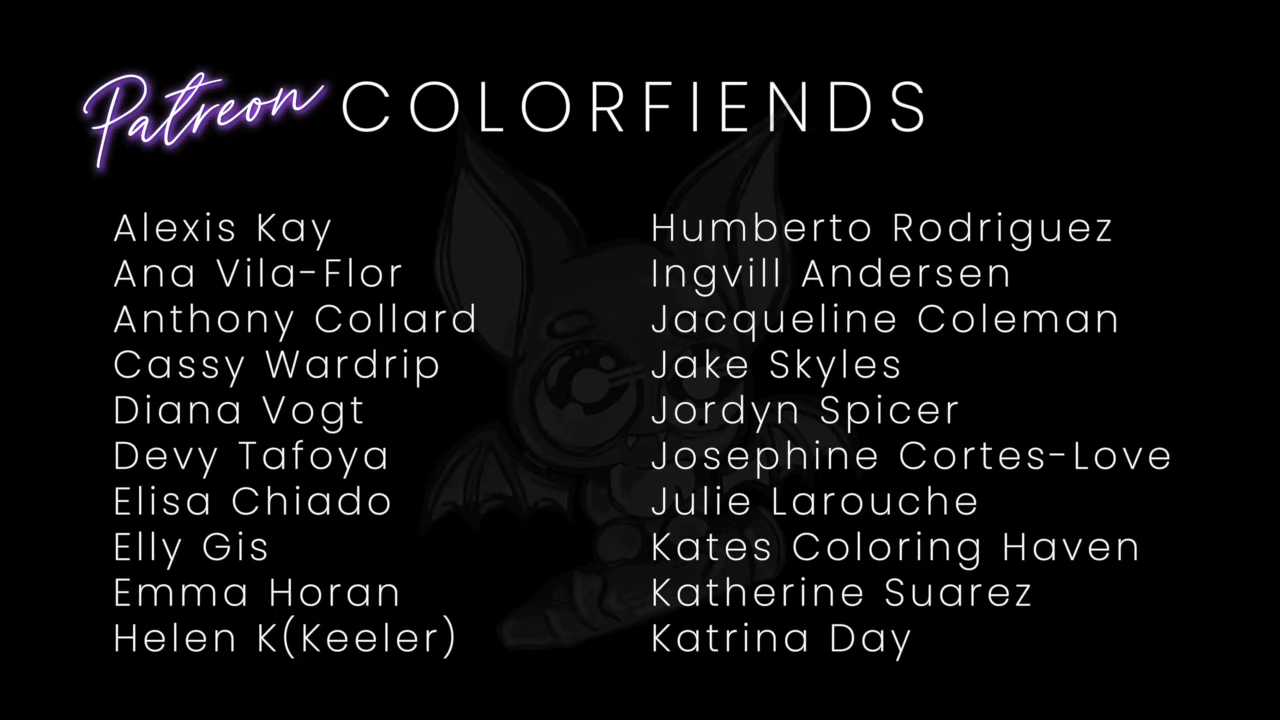 Patreon COLORFIENDS
Alexis Kay
Ana Vila-Flor
Anthony Collard
Cassy Wardrip
Diana Vogt
Devy Tafoya
Elisa Chiado
Elly Gis
Emma Horan
Helen K(Keeler)
Humberto Rodriguez
Ingvill Andersen
Jacqueline Coleman
Jake Skyles
Jordyn Spicer
Josephine Cortes-Love
Julie Larouche
Kates Coloring Haven
Katherine Suarez
Katrina Day